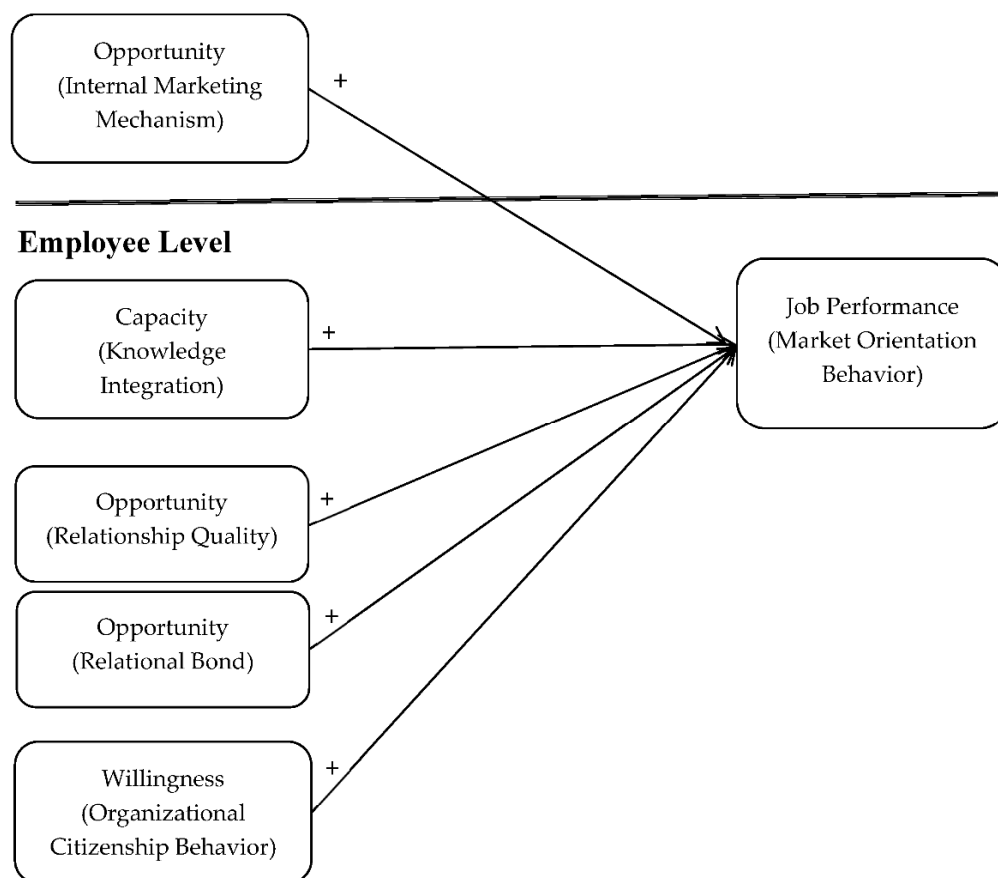 Opportunity
(Internal Marketing
Mechanism)
+
Employee Level
Capacity
(Knowledge
Integration)
+
Job Performance
(Market Orientation
Behavior)
Opportunity
(Relationship Quality)
+
Opportunity
(Relational Bond)
+
Willingness
(Organizational
Citizenship Behavior)
+